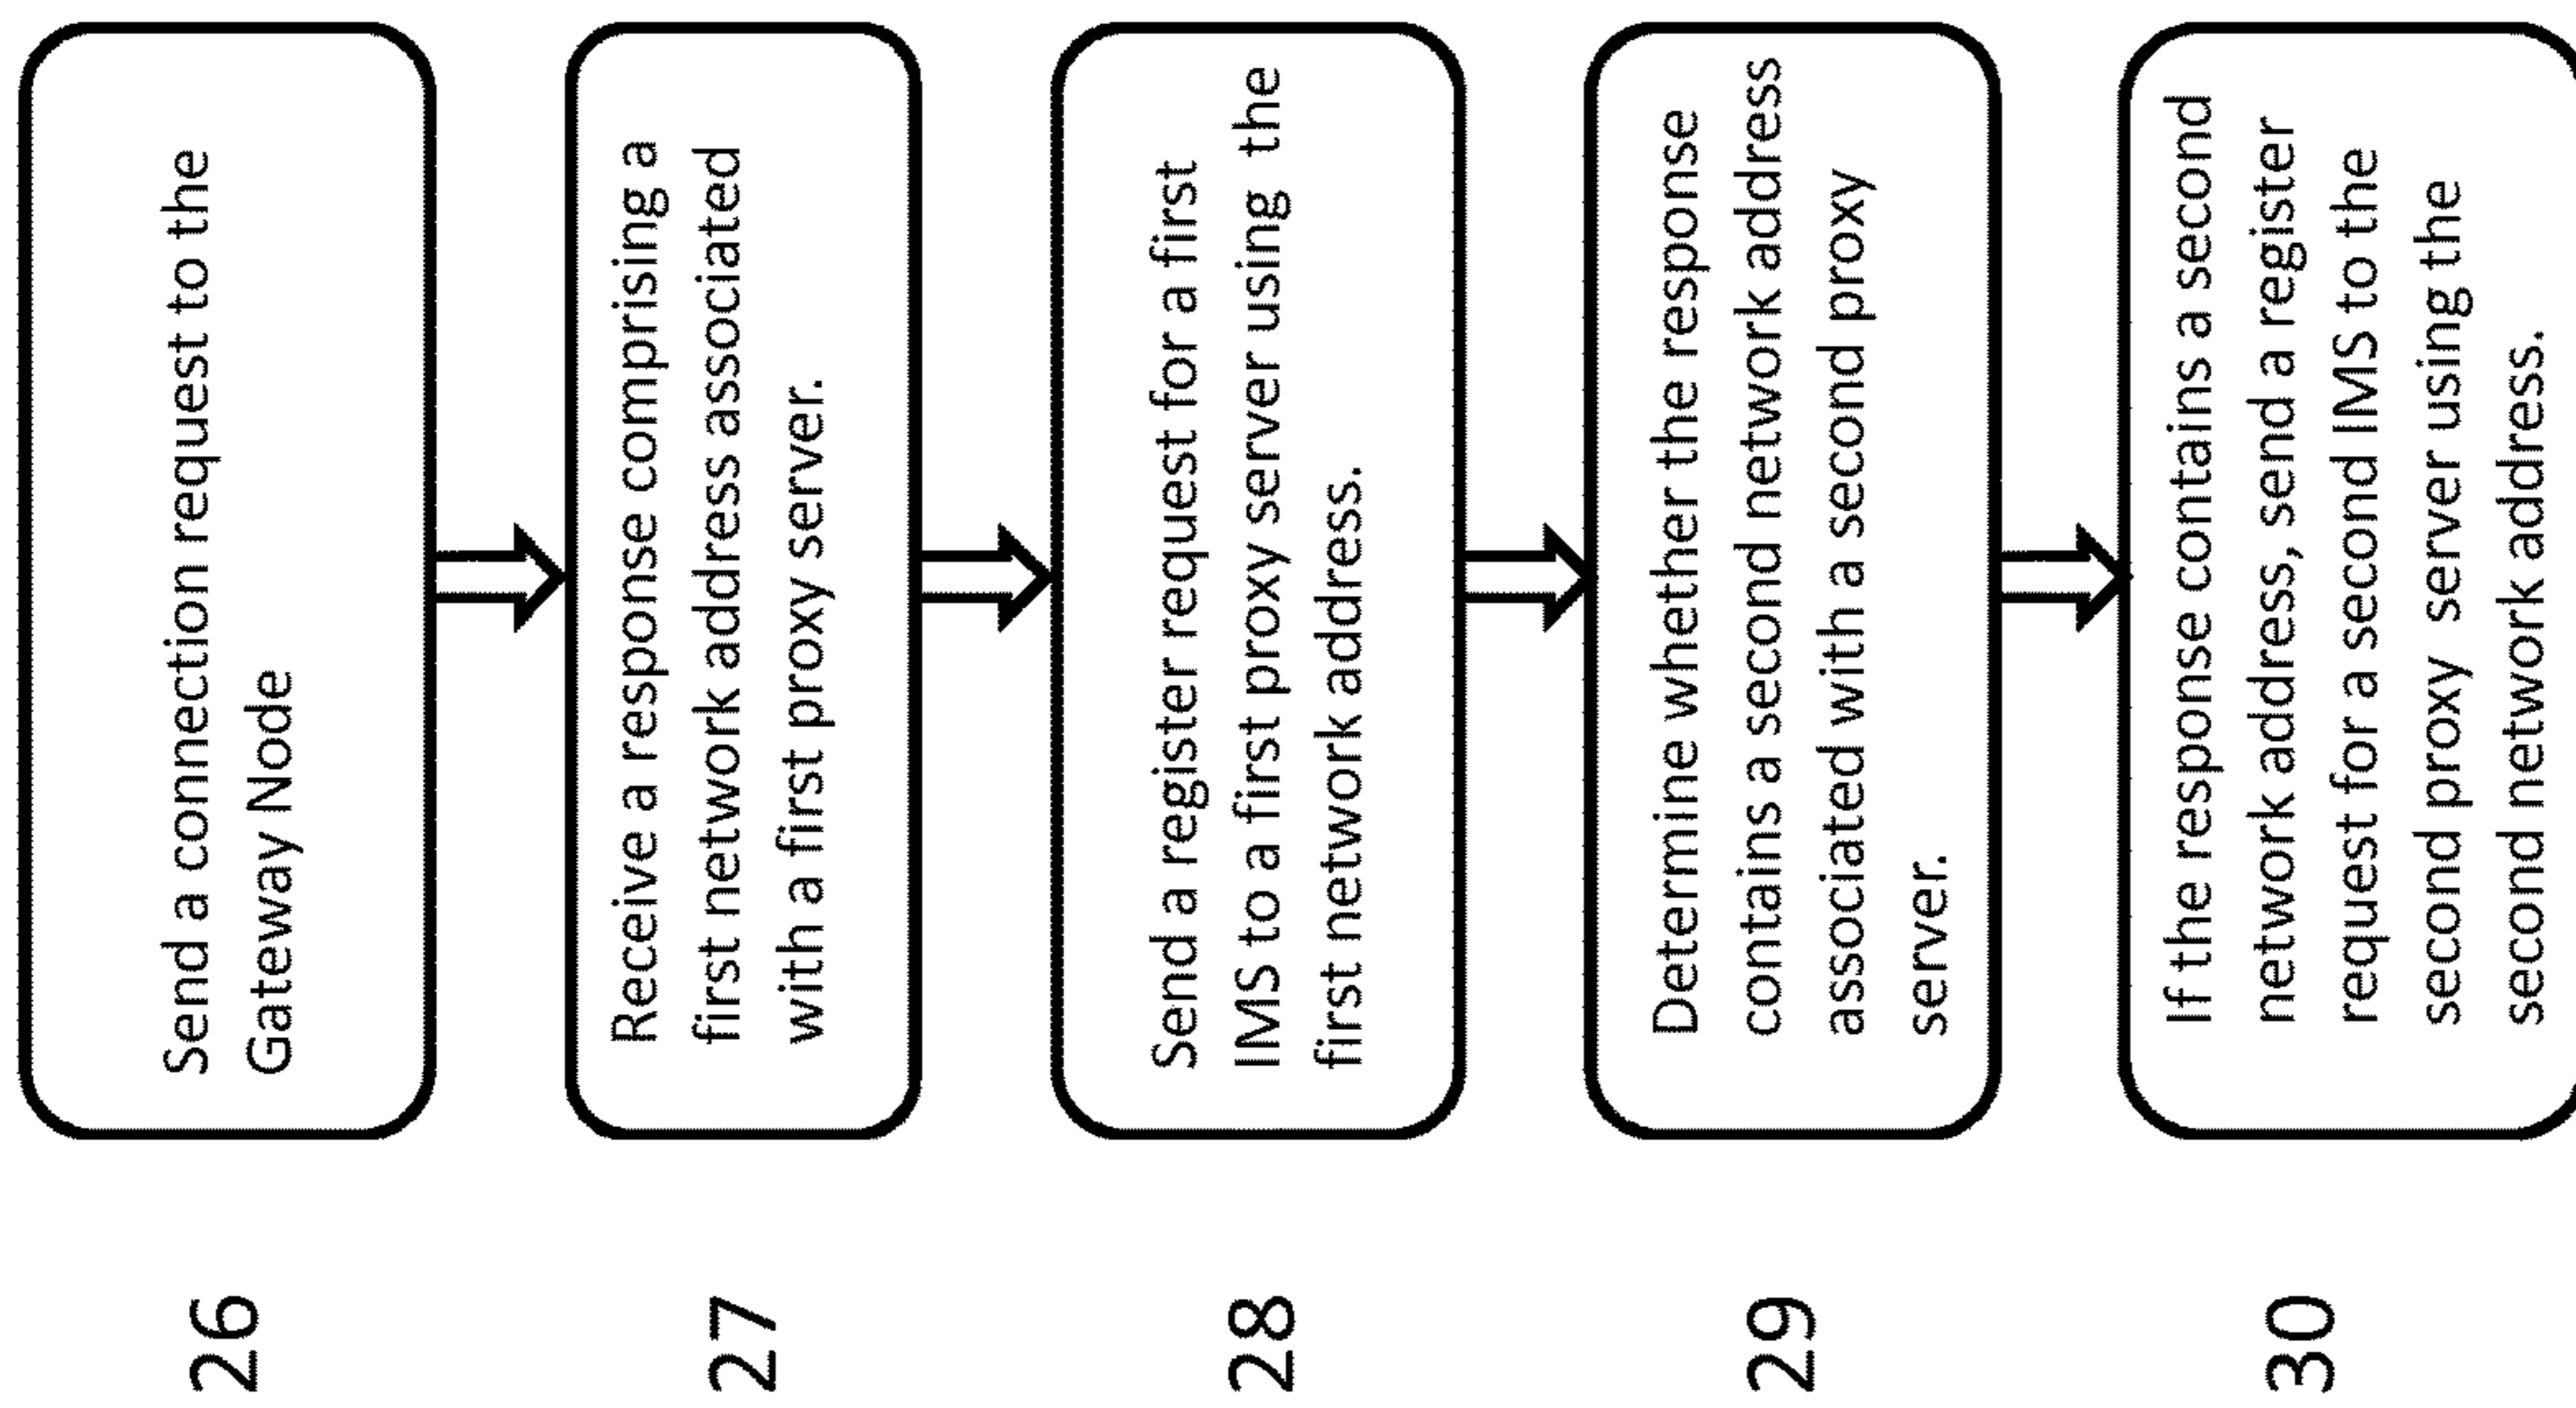 26
Send a connection request to the
Gateway Node
27
Receive a response comprising a
first network address associated
with a first proxy server.
28
Send a register request for a first
IMS to a first proxy server using the
first network address.
29
Determine whether the response
contains a second network address
associated with a second proxy
server.
30
If the response contains a second
network address, send a register
request for a second IMS to the
second proxy server using the
second network address.